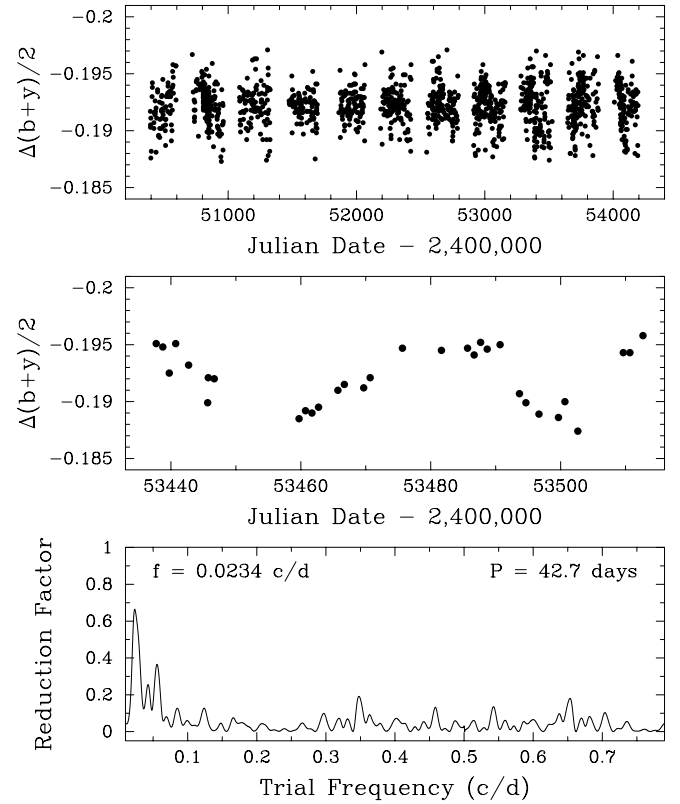 −0.2
−0.195
−0.19
−0.185
Δ(b+y)/2
51000 52000 53000 54000
Julian Date − 2,400,000
−0.2
−0.195
−0.19
−0.185
Δ(b+y)/2
53440 53460 53480 53500
Julian Date − 2,400,000
1
0.8
0.6
0.4
0.2
0
Reduction Factor
f = 0.0234 c/d P = 42.7 days
0.1 0.2 0.3 0.4 0.5 0.6 0.7
Trial Frequency (c/d)